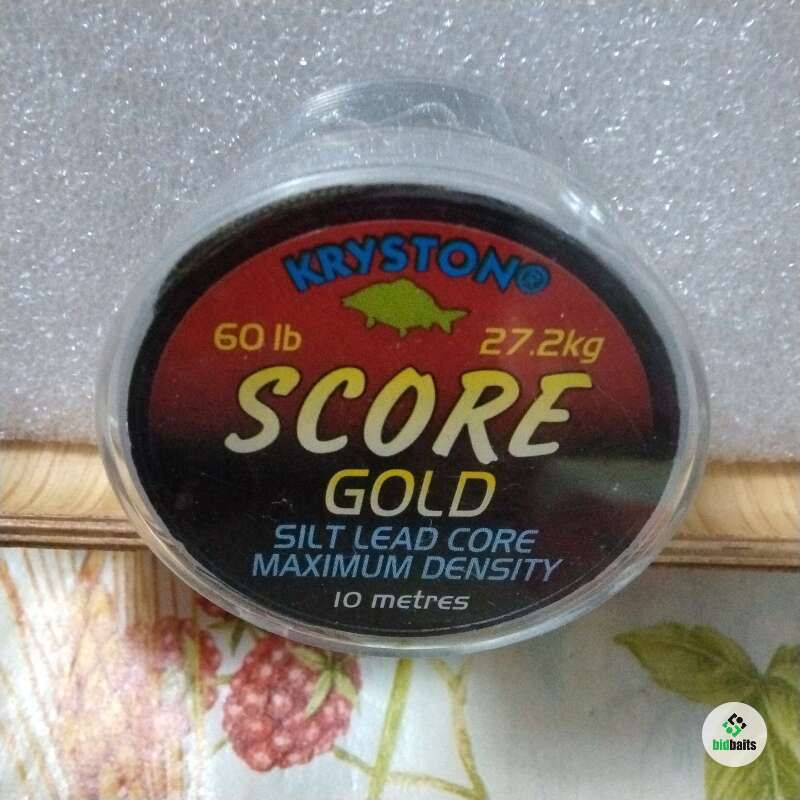 KRYSTON®
60 lb 27.2kg
SCORE
GOLD
SILT LEAD CORE
MAXIMUM DENSITY
10 metres
bidbaits